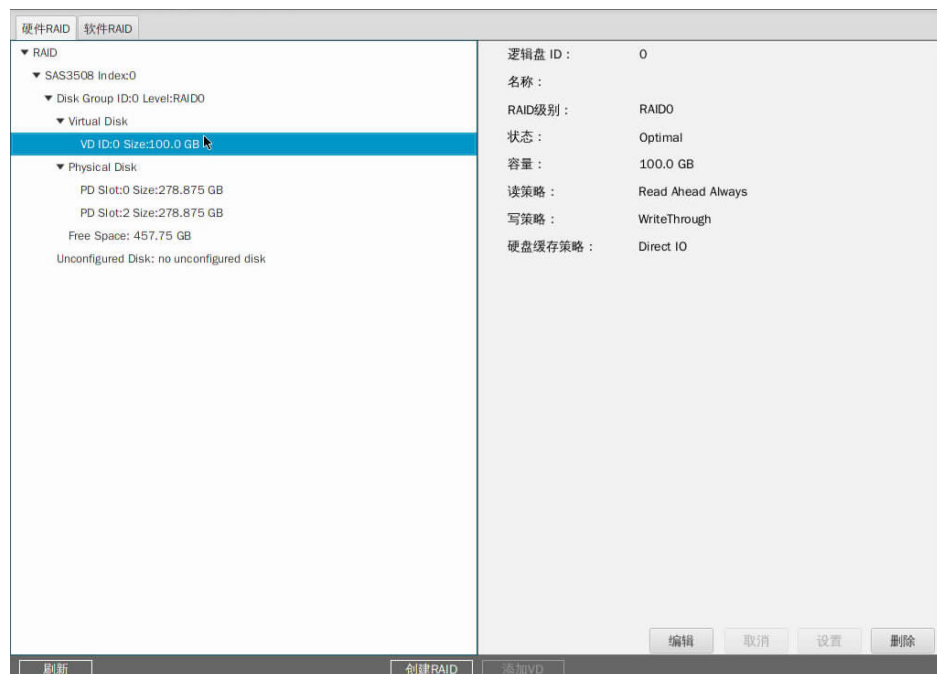 硬件RAID 软件RAID
RAID
SAS3508 Index:0
Disk Group ID:0 Level:RAID0
Virtual Disk
VD ID:0 Size:100.0 GB
Physical Disk
PD Slot:0 Size:278.875 GB
PD Slot:2 Size:278.875 GB
Free Space: 457.75 GB
Unconfigured Disk: no unconfigured disk
逻辑盘 ID： 0
名称：
RAID级别： RAID0
状态： Optimal
容量： 100.0 GB
读策略： Read Ahead Always
写策略： WriteThrough
硬盘缓存策略： Direct IO
编辑 取消 设置 删除
刷新 创建RAID 添加VD